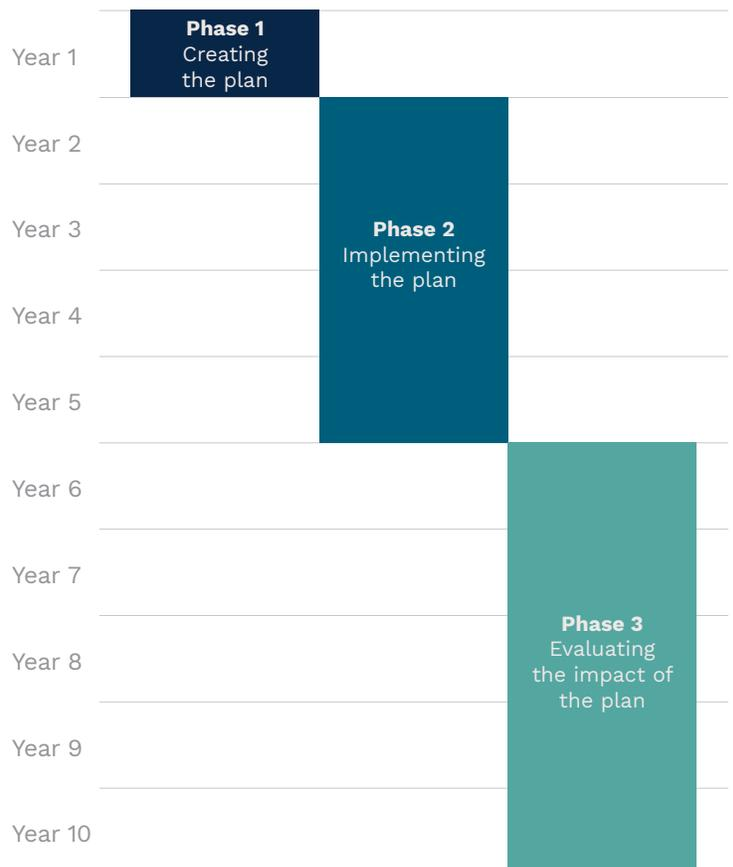 Year 1
Phase 1
Creating
the plan
Year 2
Year 3
Phase 2
Implementing
the plan
Year 4
Year 5
Year 6
Year 7
Phase 3
Evaluating
the impact of
the plan
Year 8
Year 9
Year 10